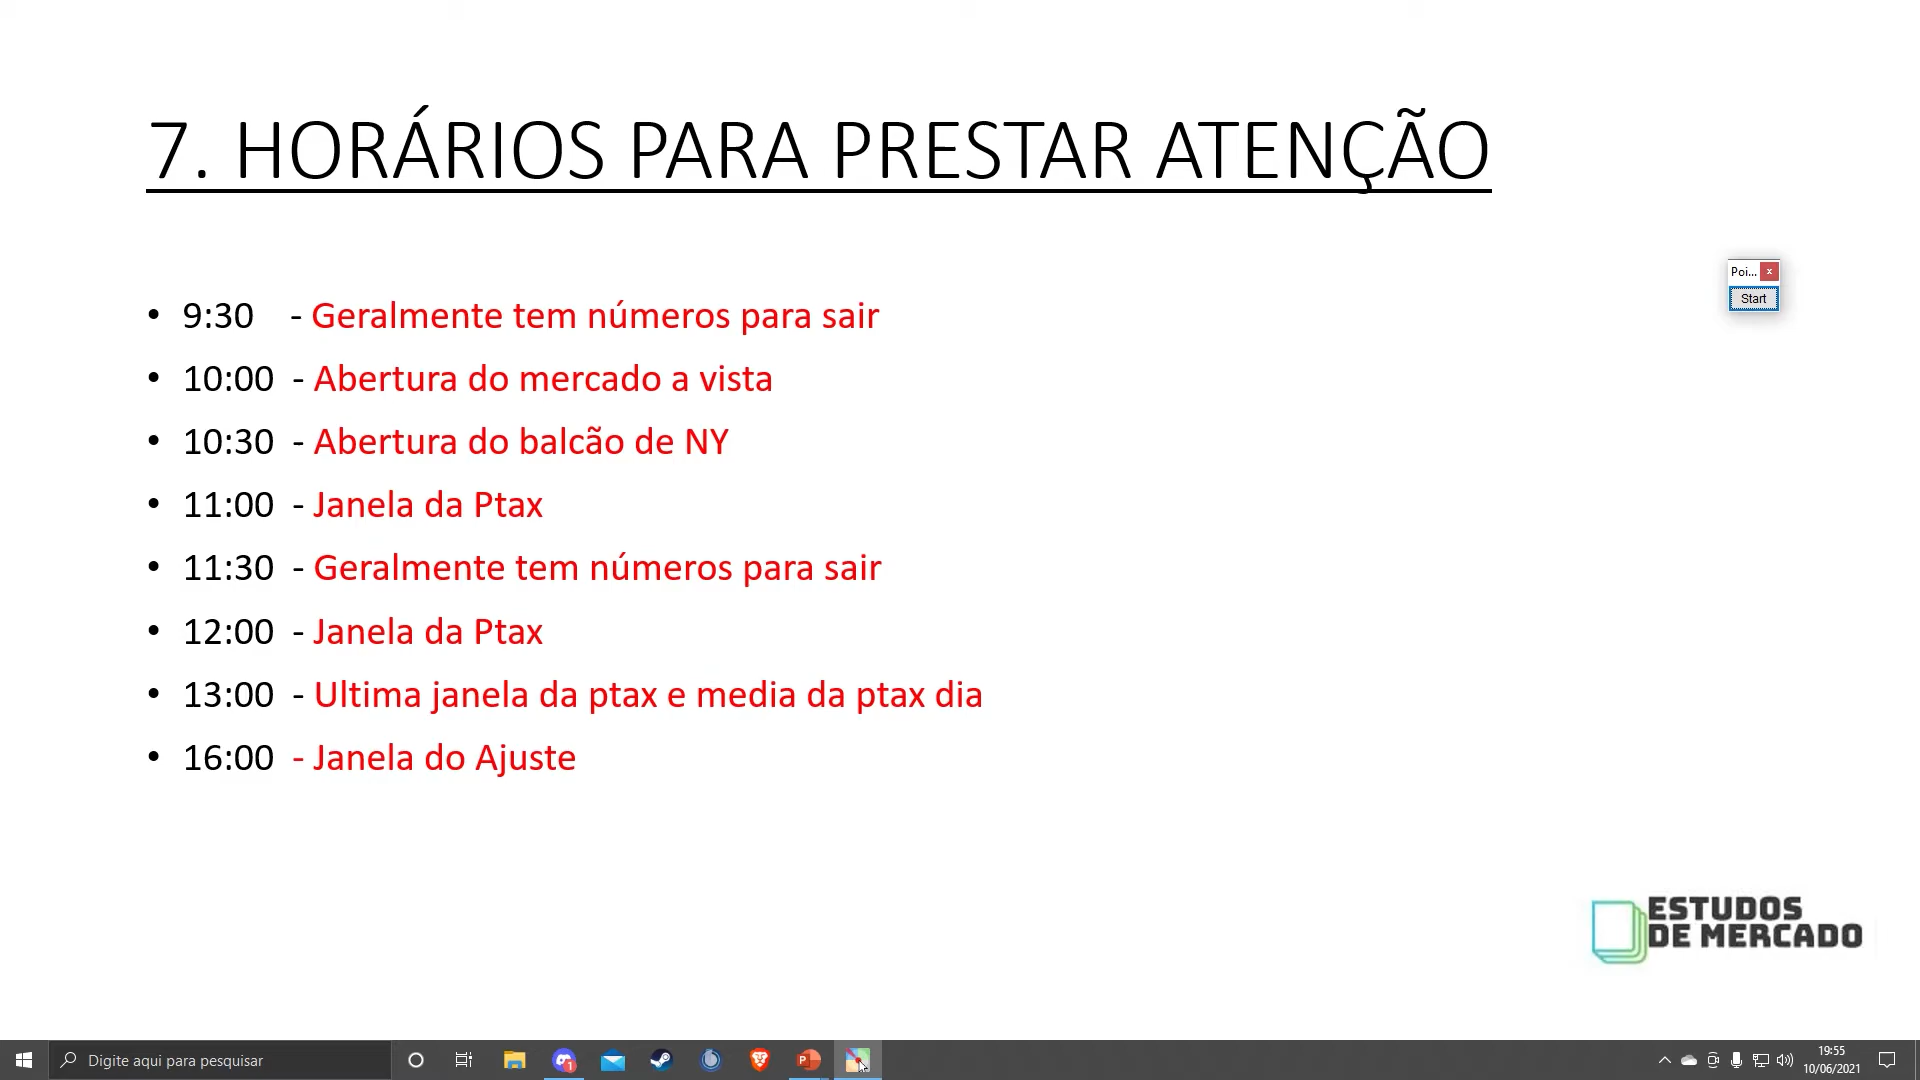 7. HORÁRIOS PARA PRESTAR ATENÇÃO
Poi... x
Start
• 9:30 - Geralmente tem números para sair
• 10:00 - Abertura do mercado a vista
• 10:30 - Abertura do balcão de NY
• 11:00 - Janela da Ptax
• 11:30 - Geralmente tem números para sair
• 12:00 - Janela da Ptax
• 13:00 - Ultima janela da ptax e media da ptax dia
• 16:00 - Janela do Ajuste
ESTUDOS
DE MERCADO
Digite aqui para pesquisar
1
P
19:55
10/06/2021